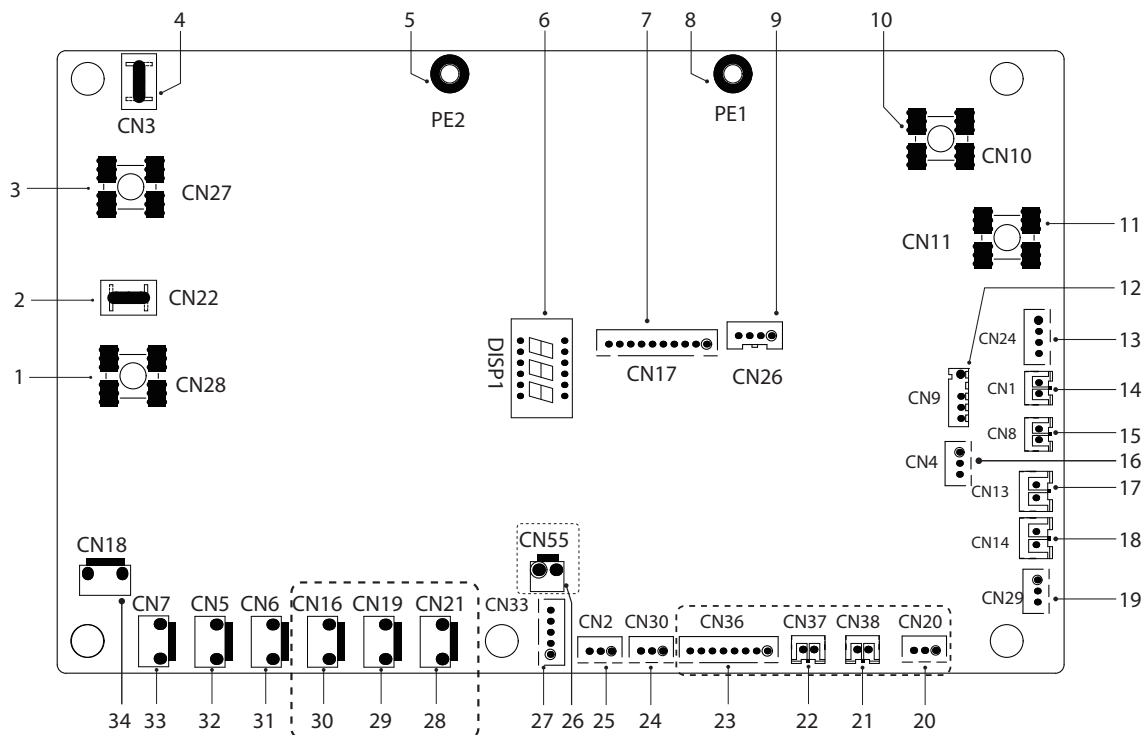 4 5 6 7 8 9 10
CN3 PE2 PE1
CN10
3 CN27
CN11 11
12
2 CN22
CN24 13
DISP1 CN17 CN26
1 CN28
CN9 CN1 14
CN8 15
CN4 16
CN13 17
CN18 CN55 CN14 18
CN7 CN5 CN6 CN16 CN19 CN21 CN33 CN2 CN30 CN36 CN37 CN38 CN20 CN29 19
34 33 32 31 30 29 28 27 26 25 24 23 22 21 20